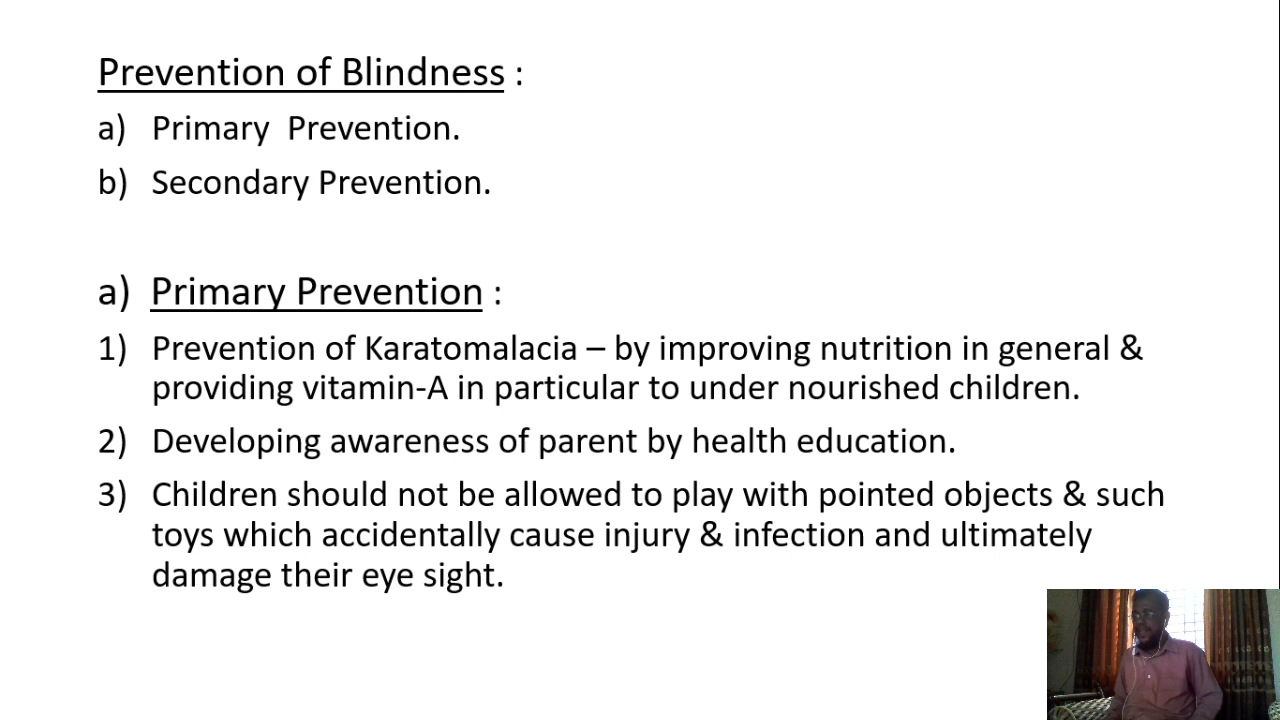 Prevention of Blindness :
a) Primary Prevention.
b) Secondary Prevention.
a) Primary Prevention :
1) Prevention of Karatomalacia – by improving nutrition in general &
providing vitamin-A in particular to under nourished children.
2) Developing awareness of parent by health education.
3) Children should not be allowed to play with pointed objects & such
toys which accidentally cause injury & infection and ultimately
damage their eye sight.